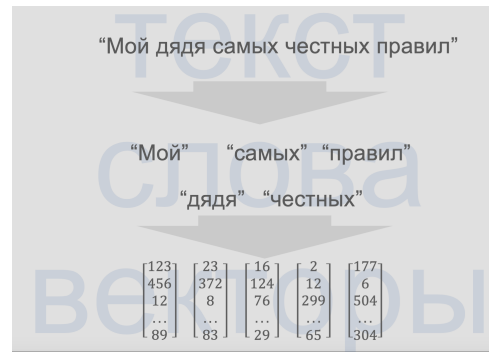 текст
“Мой дядя самых честных правил”
слова
“Мой” “самых” “правил”
“дядя” “честных”
векторы
123 23 16 2 177
456 372 124 12 6
12 8 76 299 504
... ... ... ... ...
89 83 29 65 304